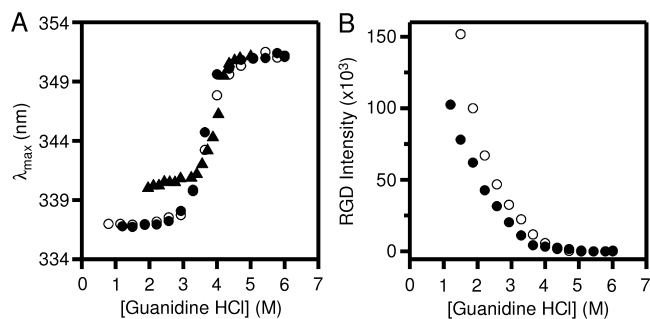 A
354
349
344
339
334
λmax (nm)
0 1 2 3 4 5 6 7
[Guanidine HCl] (M)
B
150
100
50
0
RGD Intensity (x10³)
0 1 2 3 4 5 6 7
[Guanidine HCl] (M)